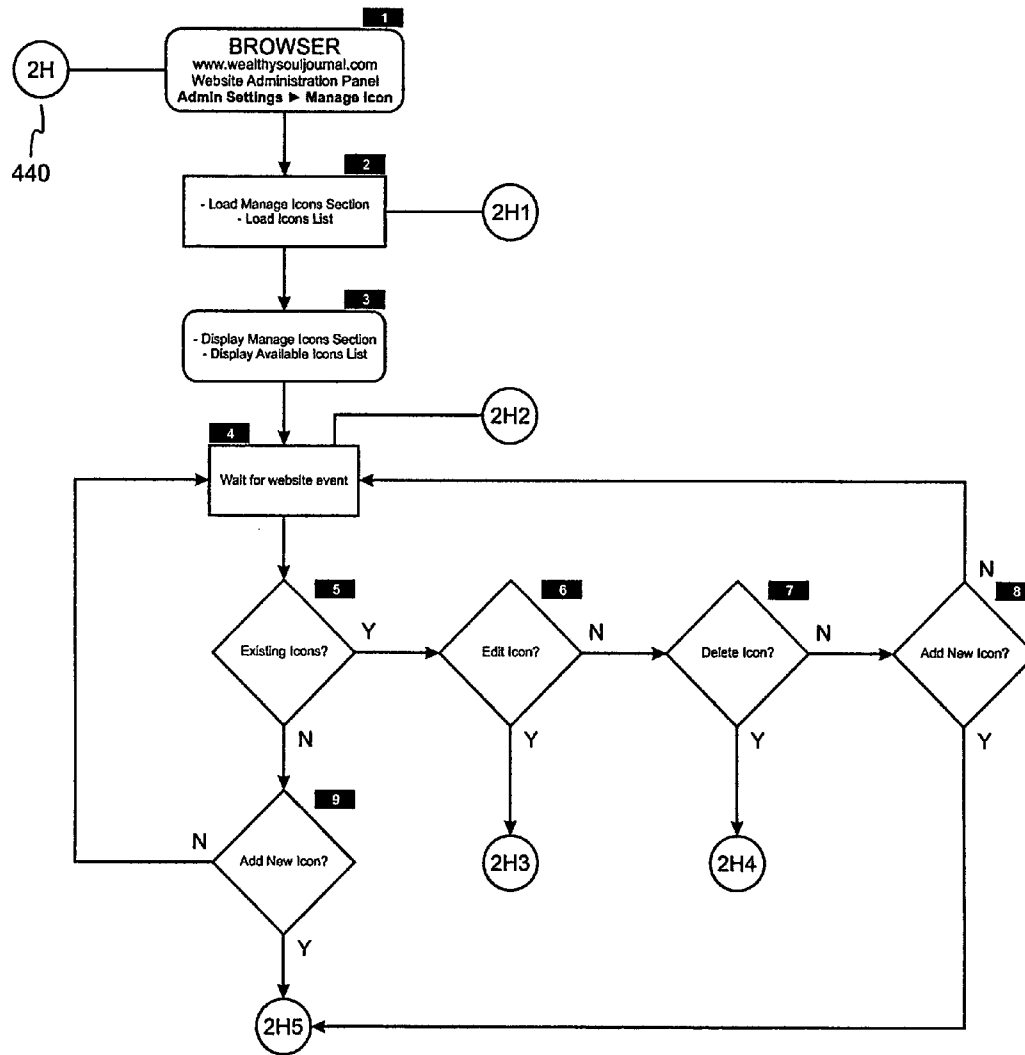 1
BROWSER
www.wealthysouljournal.com
Website Administration Panel
Admin Settings ► Manage Icon
2H
440
2
- Load Manage Icons Section
- Load Icons List
2H1
3
- Display Manage Icons Section
- Display Available Icons List
2H2
4
Wait for website event
N
5
6
7
8
Existing Icons?
Y
Edit Icon?
N
Delete Icon?
N
Add New Icon?
N
Y
Y
Y
9
N
Add New Icon?
2H3
2H4
Y
2H5